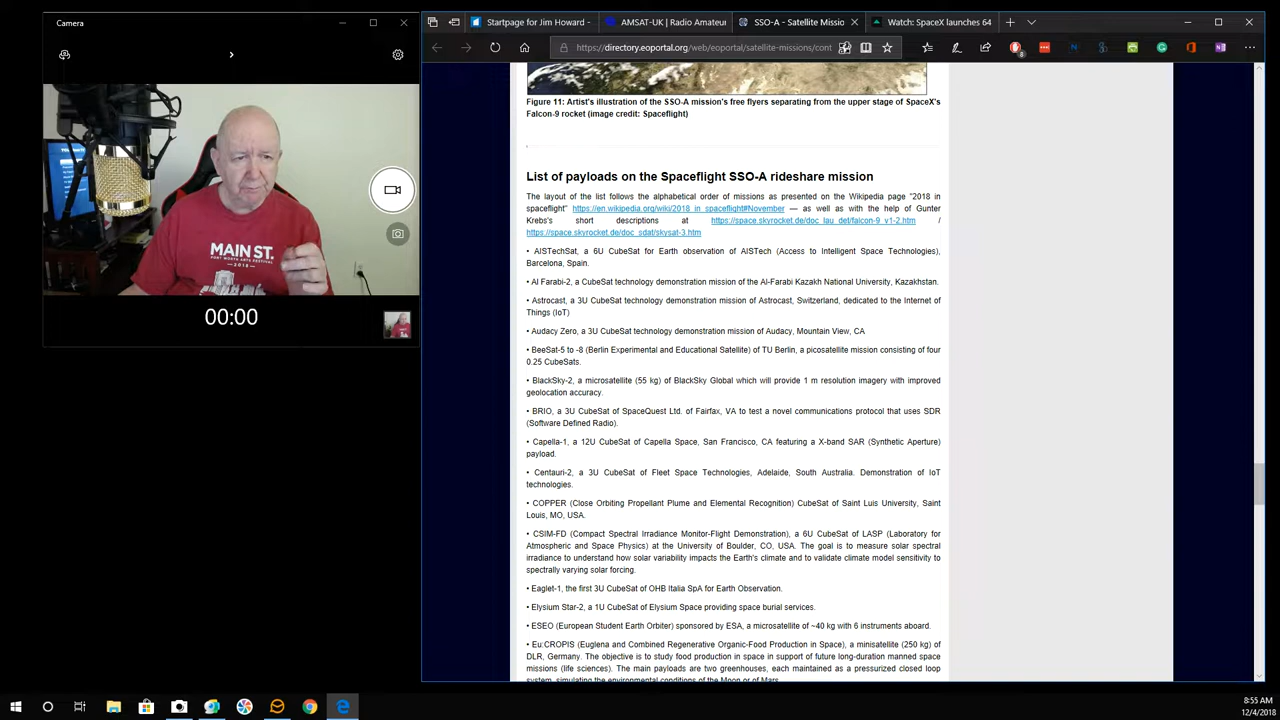 Camera
00:00
MAIN ST.
FORT WORTH ARTS FESTIVAL
2018
Startpage for Jim Howard -
AMSAT-UK | Radio Amateur
SSO-A - Satellite Missio
Watch: SpaceX launches 64
https://directory.eoportal.org/web/eoportal/satellite-missions/cont
Figure 11: Artist's illustration of the SSO-A mission's free flyers separating from the upper stage of SpaceX's
Falcon-9 rocket (image credit: Spaceflight)
List of payloads on the Spaceflight SSO-A rideshare mission
The layout of the list follows the alphabetical order of missions as presented on the Wikipedia page "2018 in
spaceflight" https://en.wikipedia.org/wiki/2018_in_spaceflight#November — as well as with the help of Gunter
Krebs's short descriptions at https://space.skyrocket.de/doc_lau_det/falcon-9_v1-2.htm /
https://space.skyrocket.de/doc_sdat/skysat-3.htm
• AISTechSat, a 6U CubeSat for Earth observation of AISTech (Access to Intelligent Space Technologies),
Barcelona, Spain.
• Al Farabi-2, a CubeSat technology demonstration mission of the Al-Farabi Kazakh National University, Kazakhstan.
• Astrocast, a 3U CubeSat technology demonstration mission of Astrocast, Switzerland, dedicated to the Internet of
Things (IoT)
• Audacy Zero, a 3U CubeSat technology demonstration mission of Audacy, Mountain View, CA
• BeeSat-5 to -8 (Berlin Experimental and Educational Satellite) of TU Berlin, a picosatellite mission consisting of four
0.25 CubeSats.
• BlackSky-2, a microsatellite (55 kg) of BlackSky Global which will provide 1 m resolution imagery with improved
geolocation accuracy.
• BRIO, a 3U CubeSat of SpaceQuest Ltd. of Fairfax, VA to test a novel communications protocol that uses SDR
(Software Defined Radio).
• Capella-1, a 12U CubeSat of Capella Space, San Francisco, CA featuring a X-band SAR (Synthetic Aperture)
payload.
• Centauri-2, a 3U CubeSat of Fleet Space Technologies, Adelaide, South Australia. Demonstration of IoT
technologies.
• COPPER (Close Orbiting Propellant Plume and Elemental Recognition) CubeSat of Saint Luis University, Saint
Louis, MO, USA.
• CSIM-FD (Compact Spectral Irradiance Monitor-Flight Demonstration), a 6U CubeSat of LASP (Laboratory for
Atmospheric and Space Physics) at the University of Boulder, CO, USA. The goal is to measure solar spectral
irradiance to understand how solar variability impacts the Earth's climate and to validate climate model sensitivity to
spectrally varying solar forcing.
• Eaglet-1, the first 3U CubeSat of OHB Italia SpA for Earth Observation.
• Elysium Star-2, a 1U CubeSat of Elysium Space providing space burial services.
• ESEO (European Student Earth Orbiter) sponsored by ESA, a microsatellite of ~40 kg with 6 instruments aboard.
• Eu:CROPIS (Euglena and Combined Regenerative Organic-Food Production in Space), a minisatellite (250 kg) of
DLR, Germany. The objective is to study food production in space in support of future long-duration manned space
missions (life sciences). The main payloads are two greenhouses, each maintained as a pressurized closed loop
system, simulating the environmental conditions of the Moon or of Mars.
8:55 AM
12/4/2018